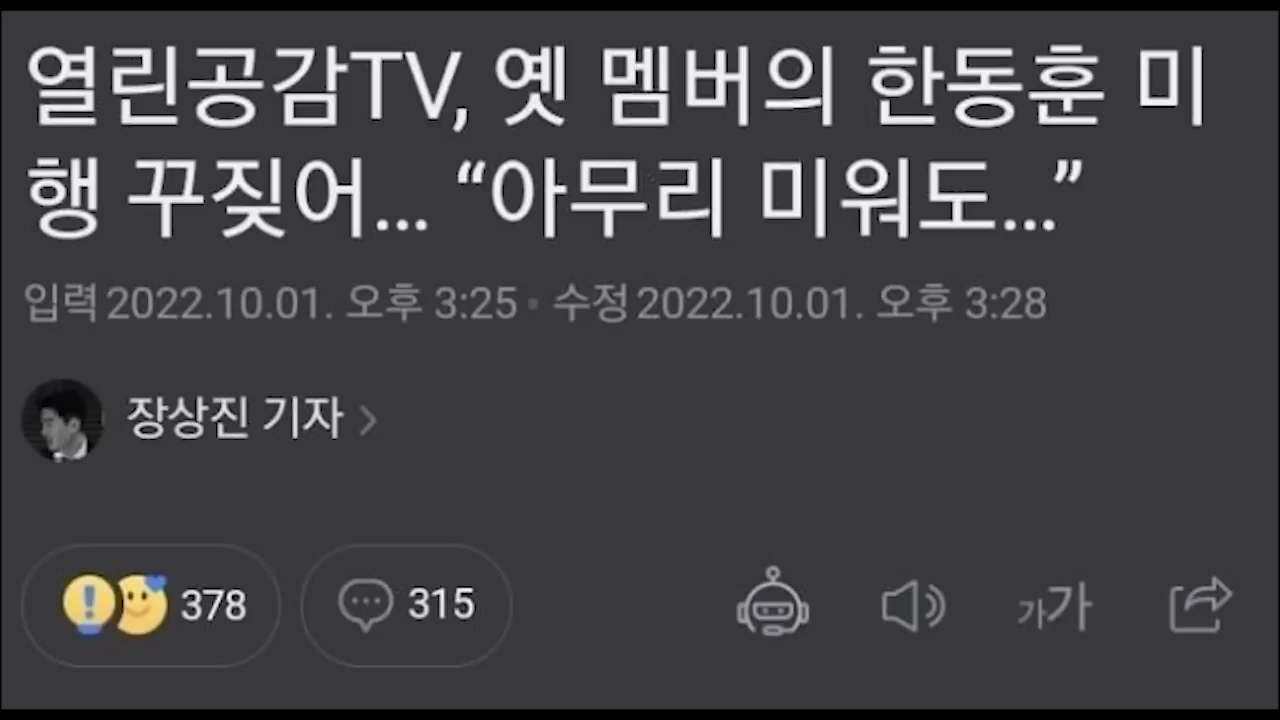 열린공감TV, 옛 멤버의 한동훈 미
행 꾸짖어... “아무리 미워도...”
입력 2022.10.01. 오후 3:25 · 수정 2022.10.01. 오후 3:28
장상진 기자 >
378 315 가가